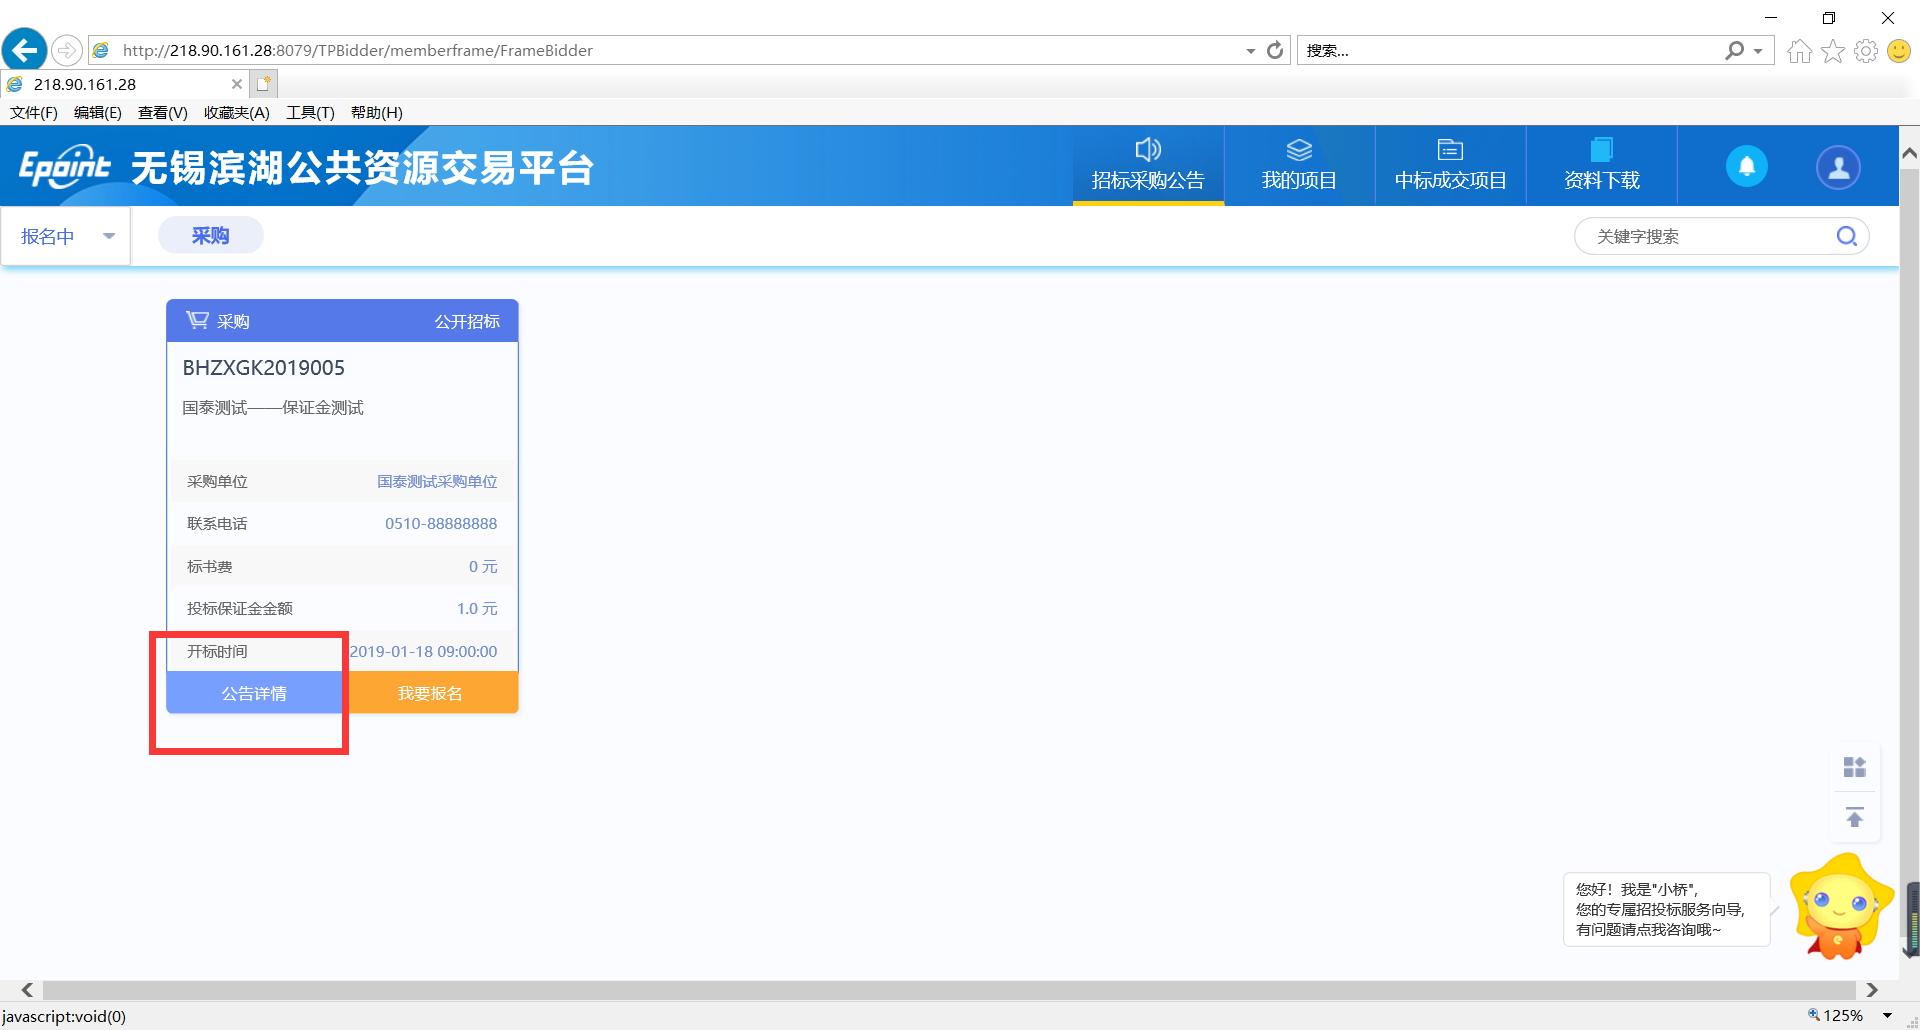 http://218.90.161.28:8079/TPBidder/memberframe/FrameBidder
搜索...
218.90.161.28
文件(F) 编辑(E) 查看(V) 收藏夹(A) 工具(T) 帮助(H)
Epoint 无锡滨湖公共资源交易平台
招标采购公告 我的项目 中标成交项目 资料下载
报名中 采购 关键字搜索
采购 公开招标
BHZXGK2019005
国泰测试——保证金测试
采购单位 国泰测试采购单位
联系电话 0510-88888888
标书费 0 元
投标保证金金额 1.0 元
开标时间 2019-01-18 09:00:00
公告详情 我要报名
您好！我是"小桥",
您的专属招投标服务向导,
有问题请点我咨询哦~
javascript:void(0)
125%